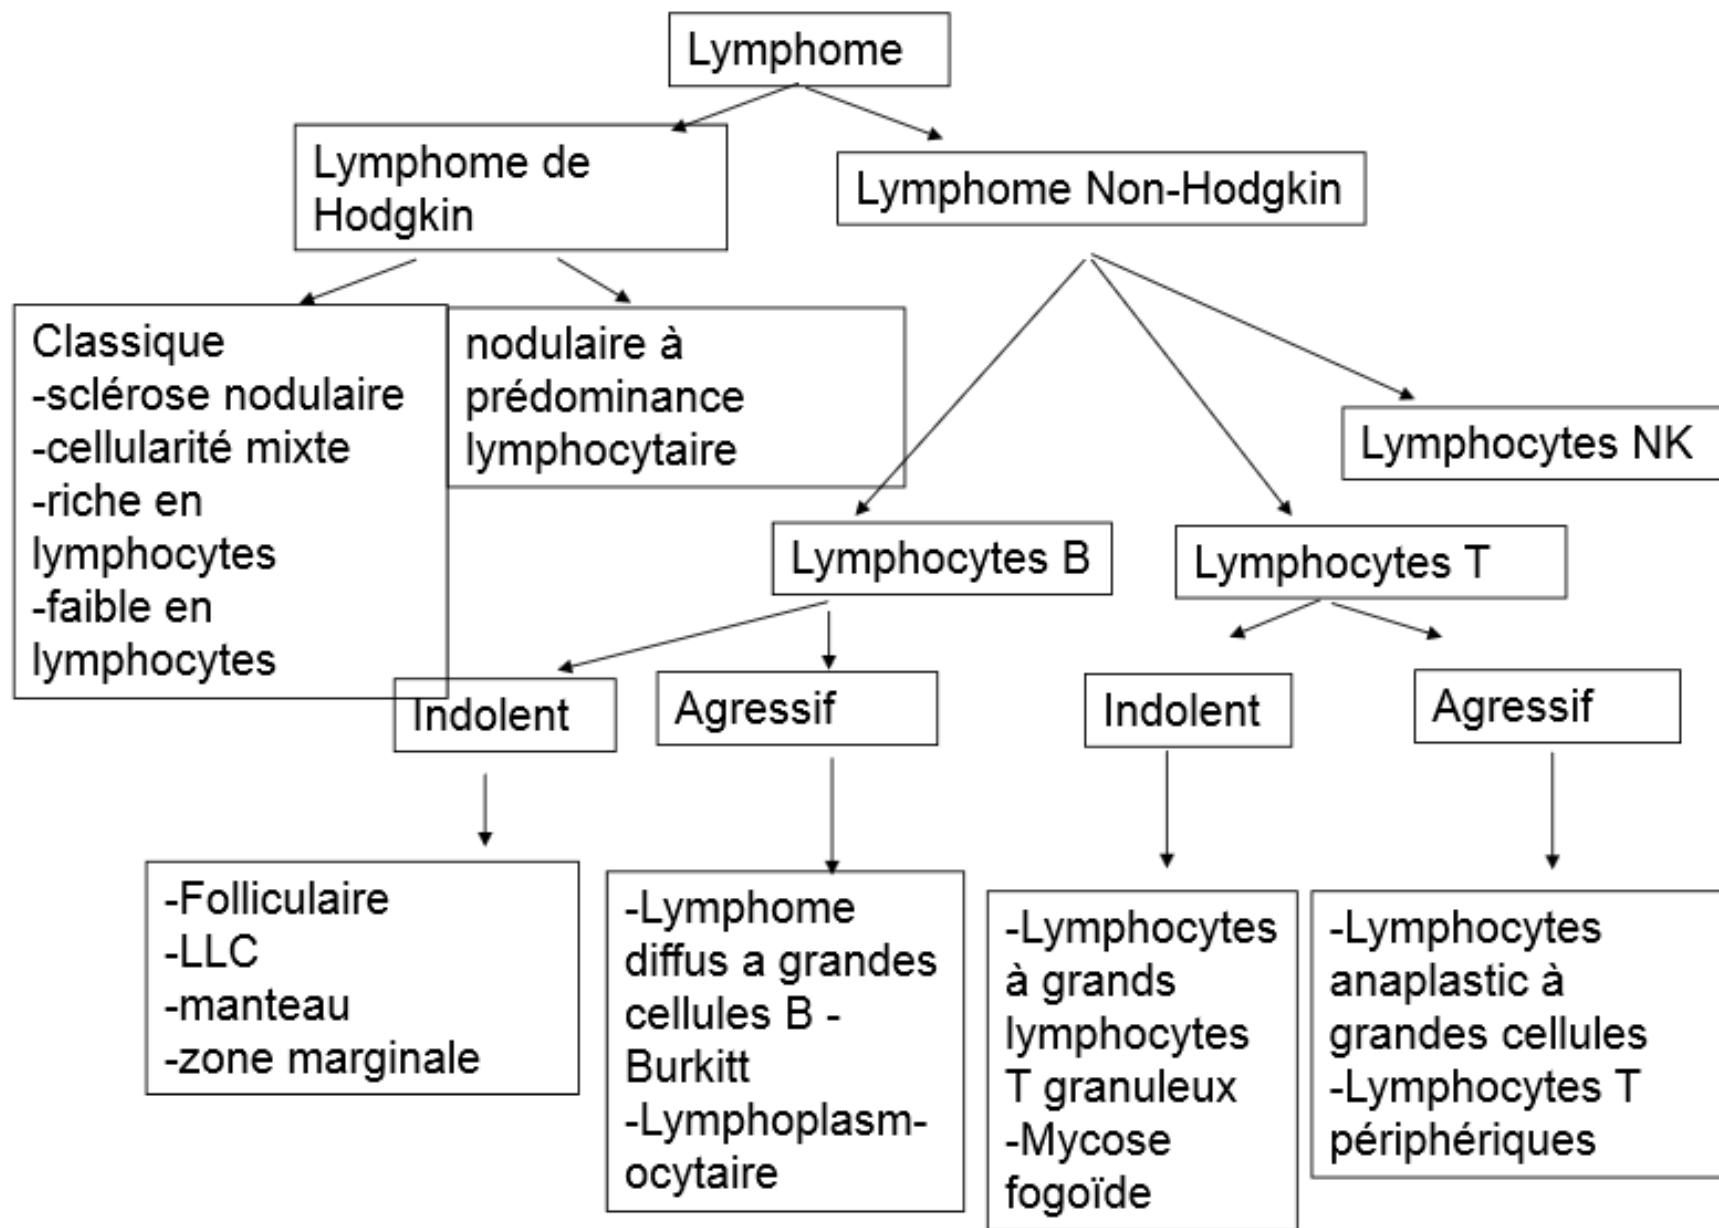 Lymphome
Lymphome de
Hodgkin
Lymphome Non-Hodgkin
Classique
-sclérose nodulaire
-cellularité mixte
-riche en
lymphocytes
-faible en
lymphocytes
nodulaire à
prédominance
lymphocytaire
Lymphocytes NK
Lymphocytes B
Lymphocytes T
Indolent
Agressif
Indolent
Agressif
-Folliculaire
-LLC
-manteau
-zone marginale
-Lymphome
diffus a grandes
cellules B -
Burkitt
-Lymphoplasm-
ocytaire
-Lymphocytes
à grands
lymphocytes
T granuleux
-Mycose
fogoïde
-Lymphocytes
anaplastic à
grandes cellules
-Lymphocytes T
périphériques